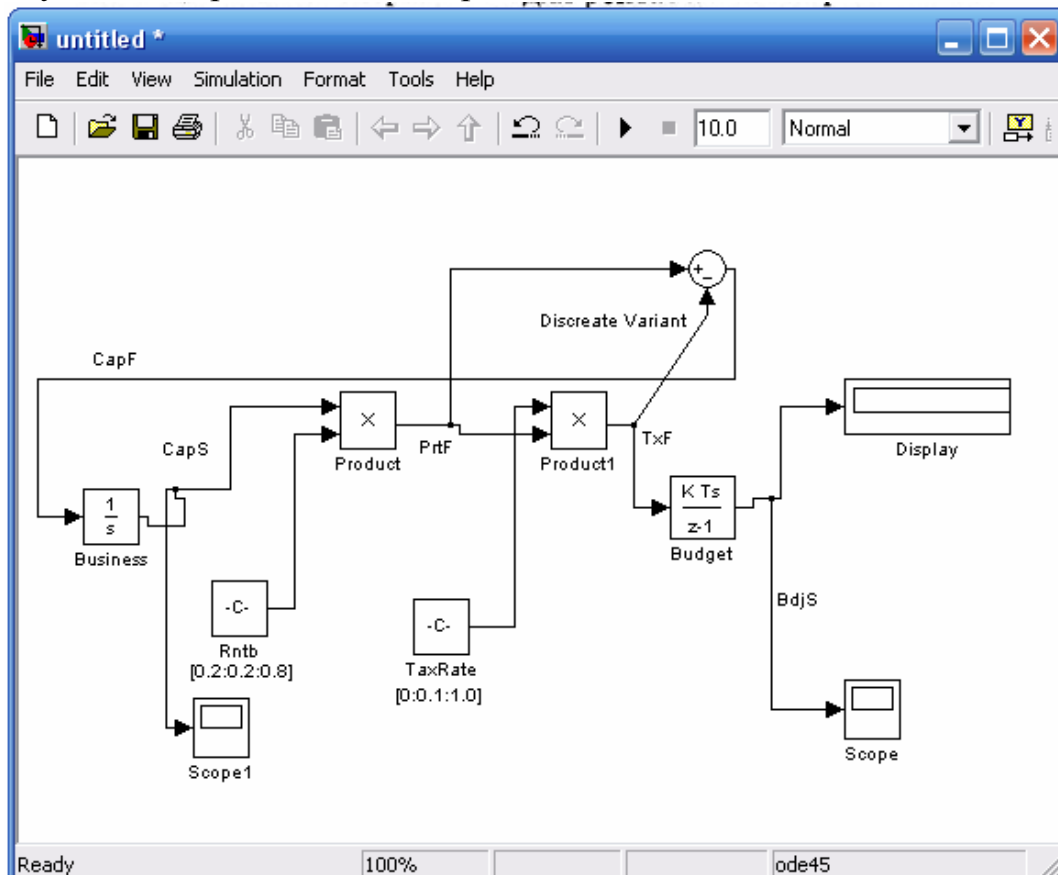 untitled *
File Edit View Simulation Format Tools Help
10.0 Normal
+
-
Discreate Variant
CapF
×
Product
×
Product1
CapS
PrtF
TxF
Display
1
s
Business
K Ts
z-1
Budget
-C-
Rntb
[0.2:0.2:0.8]
-C-
TaxRate
[0:0.1:1.0]
BdjS
Scope1
Scope
Ready 100% ode45